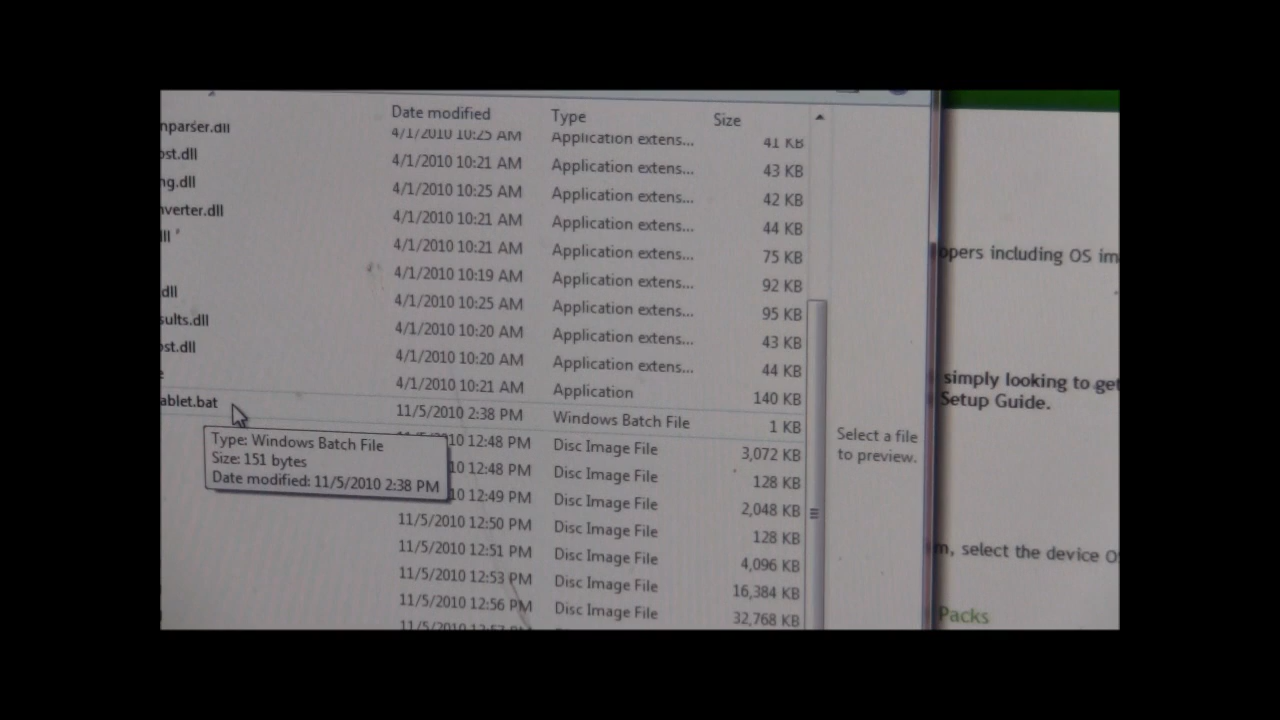 Date modified Type Size
nparser.dll 4/1/2010 10:25 AM Application extens... 41 KB
ost.dll 4/1/2010 10:21 AM Application extens... 43 KB
ng.dll 4/1/2010 10:25 AM Application extens... 42 KB
nverter.dll 4/1/2010 10:21 AM Application extens... 44 KB
ll 4/1/2010 10:21 AM Application extens... 75 KB
4/1/2010 10:19 AM Application extens... 92 KB
dll 4/1/2010 10:25 AM Application extens... 95 KB
sults.dll 4/1/2010 10:20 AM Application extens... 43 KB
ost.dll 4/1/2010 10:20 AM Application extens... 44 KB
e 4/1/2010 10:21 AM Application 140 KB
ablet.bat 11/5/2010 2:38 PM Windows Batch File 1 KB
10 12:48 PM Disc Image File 3,072 KB
10 12:48 PM Disc Image File 128 KB
10 12:49 PM Disc Image File 2,048 KB
11/5/2010 12:50 PM Disc Image File 128 KB
11/5/2010 12:51 PM Disc Image File 4,096 KB
11/5/2010 12:53 PM Disc Image File 16,384 KB
11/5/2010 12:56 PM Disc Image File 32,768 KB
Type: Windows Batch File
Size: 151 bytes
Date modified: 11/5/2010 2:38 PM
Select a file
to preview.
opers including OS im
simply looking to get
Setup Guide.
m, select the device O
Packs